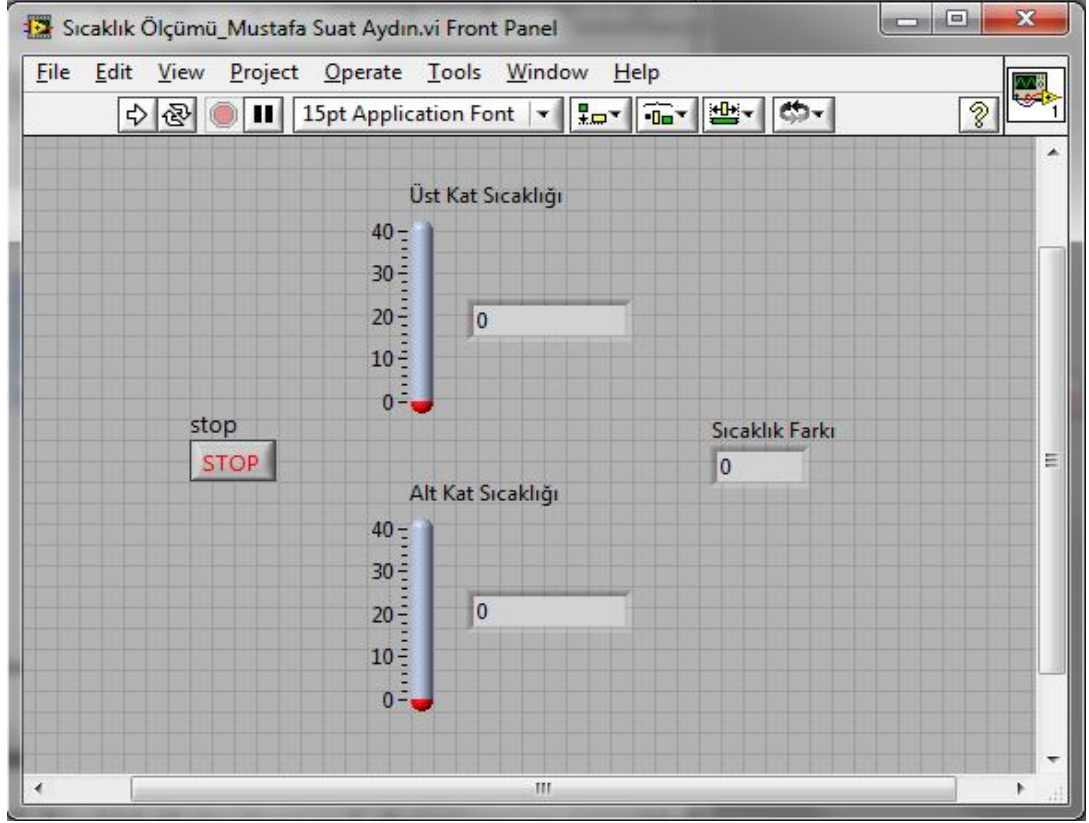 Sıcaklık Ölçümü_Mustafa Suat Aydın.vi Front Panel
File Edit View Project Operate Tools Window Help
15pt Application Font
?
1
Üst Kat Sıcaklığı
40
30
20
10
0
0
stop
STOP
Sıcaklık Farkı
0
Alt Kat Sıcaklığı
40
30
20
10
0
0